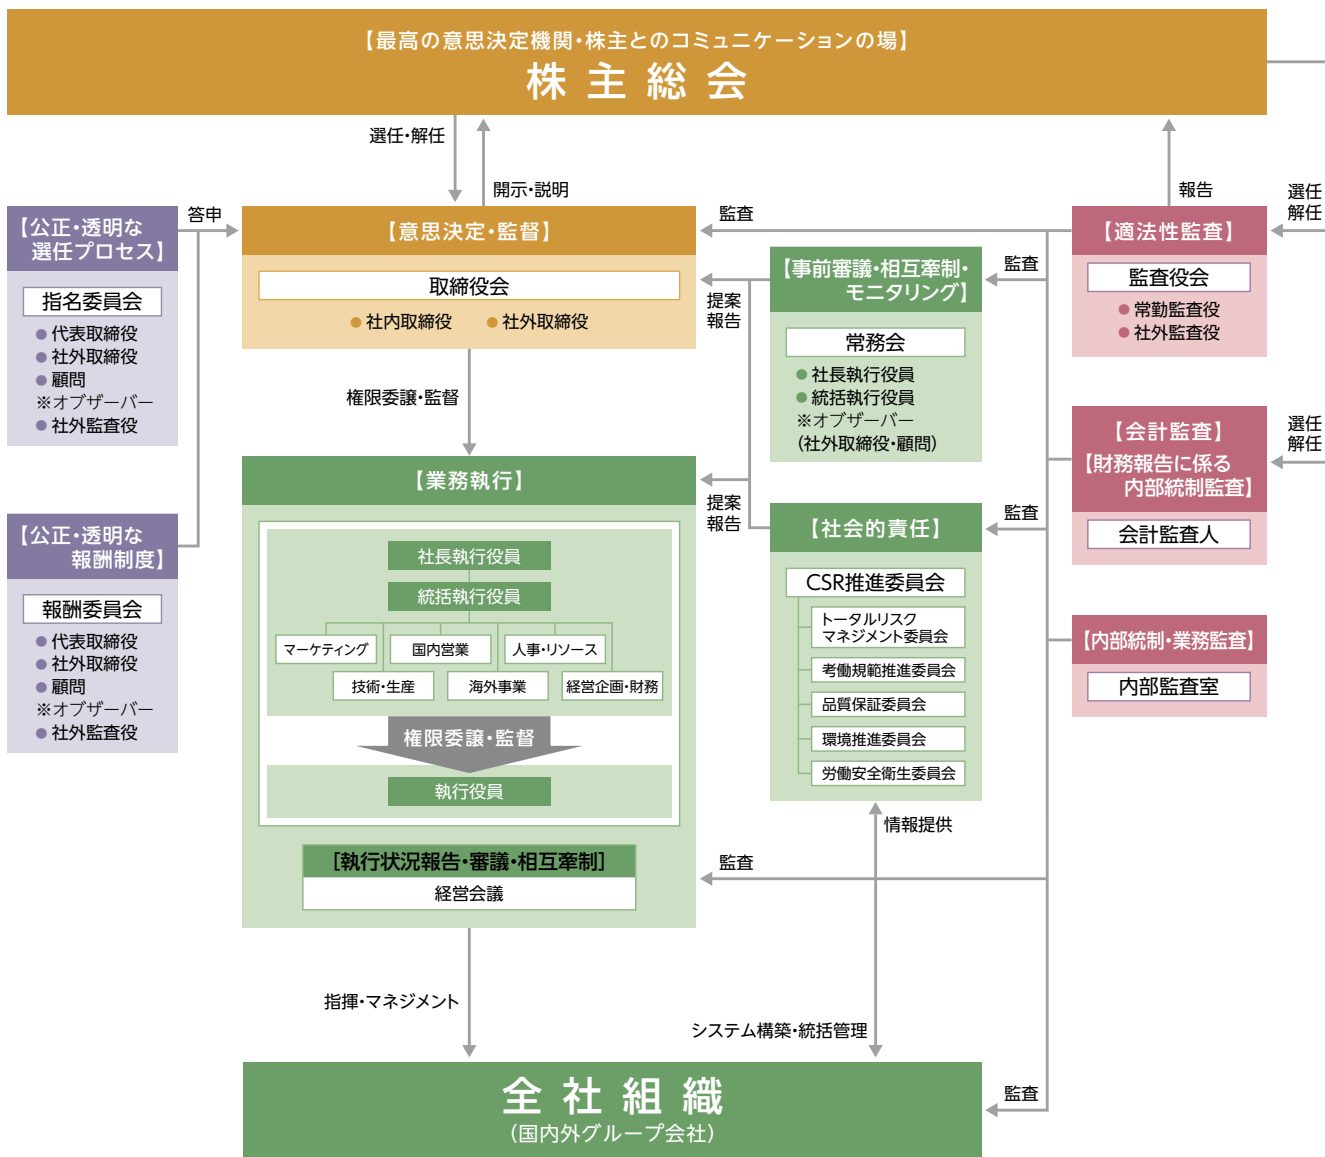 【最高の意思決定機関・株主とのコミュニケーションの場】
株主総会
選任・解任
開示・説明
報告
選任
解任
【公正・透明な
選任プロセス】
指名委員会
● 代表取締役
● 社外取締役
● 顧問
※オブザーバー
● 社外監査役
答申
【意思決定・監督】
取締役会
● 社内取締役
● 社外取締役
監査
【事前審議・相互牽制・
モニタリング】
常務会
● 社長執行役員
● 統括執行役員
※オブザーバー
(社外取締役・顧問)
提案
報告
監査
【適法性監査】
監査役会
● 常勤監査役
● 社外監査役
権限委譲・監督
【会計監査】
【財務報告に係る
内部統制監査】
会計監査人
選任
解任
【公正・透明な
報酬制度】
報酬委員会
● 代表取締役
● 社外取締役
● 顧問
※オブザーバー
● 社外監査役
【業務執行】
社長執行役員
統括執行役員
マーケティング
国内営業
人事・リソース
技術・生産
海外事業
経営企画・財務
権限委譲・監督
執行役員
[執行状況報告・審議・相互牽制]
経営会議
提案
報告
【社会的責任】
CSR推進委員会
トータルリスク
マネジメント委員会
考働規範推進委員会
品質保証委員会
環境推進委員会
労働安全衛生委員会
監査
【内部統制・業務監査】
内部監査室
情報提供
監査
指揮・マネジメント
システム構築・統括管理
全社組織
(国内外グループ会社)
監査